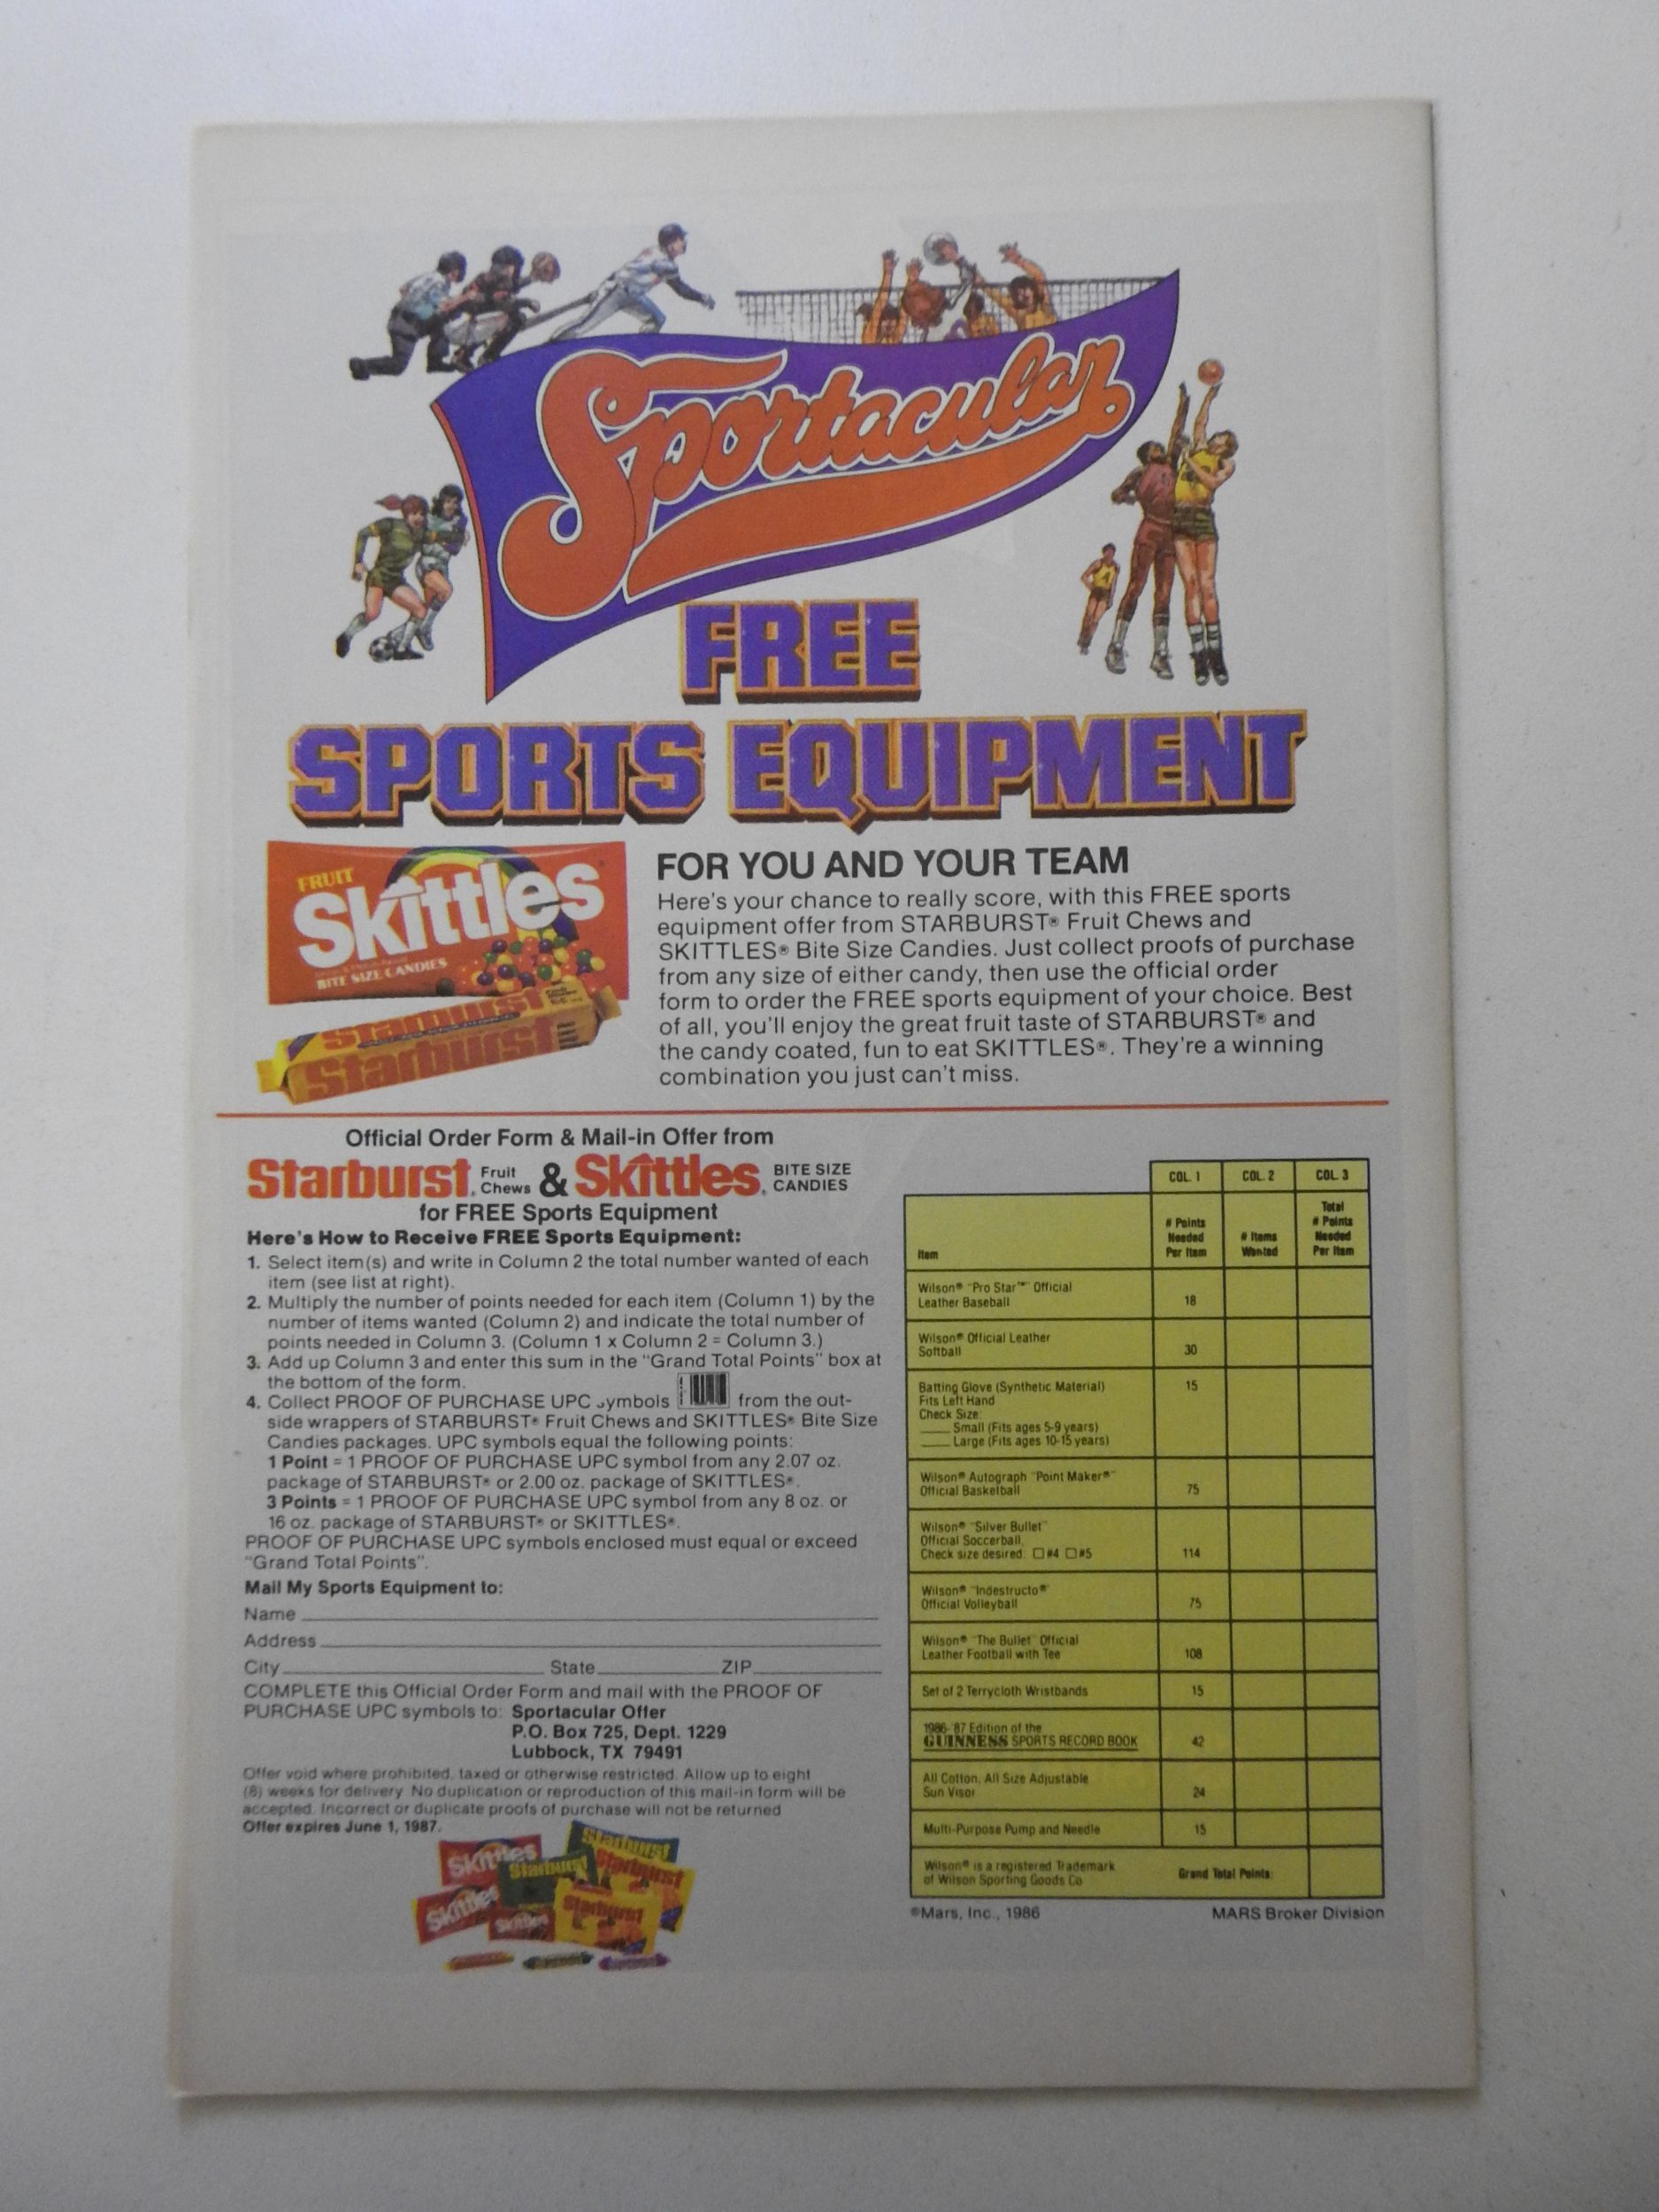 Sportacular
FREE
SPORTS EQUIPMENT
FRUIT
Skittles
BITE SIZE CANDIES
Starburst
Starburst
FOR YOU AND YOUR TEAM
Here's your chance to really score, with this FREE sports
equipment offer from STARBURST® Fruit Chews and
SKITTLES® Bite Size Candies. Just collect proofs of purchase
from any size of either candy, then use the official order
form to order the FREE sports equipment of your choice. Best
of all, you'll enjoy the great fruit taste of STARBURST® and
the candy coated, fun to eat SKITTLES®. They're a winning
combination you just can't miss.
Official Order Form & Mail-in Offer from
Starburst® Fruit Chews & Skittles® BITE SIZE CANDIES
for FREE Sports Equipment
Here's How to Receive FREE Sports Equipment:
1. Select item(s) and write in Column 2 the total number wanted of each
item (see list at right).
2. Multiply the number of points needed for each item (Column 1) by the
number of items wanted (Column 2) and indicate the total number of
points needed in Column 3. (Column 1 x Column 2 = Column 3.)
3. Add up Column 3 and enter this sum in the "Grand Total Points" box at
the bottom of the form.
4. Collect PROOF OF PURCHASE UPC symbols from the out-
side wrappers of STARBURST® Fruit Chews and SKITTLES® Bite Size
Candies packages. UPC symbols equal the following points:
1 Point = 1 PROOF OF PURCHASE UPC symbol from any 2.07 oz.
package of STARBURST® or 2.00 oz. package of SKITTLES®.
3 Points = 1 PROOF OF PURCHASE UPC symbol from any 8 oz. or
16 oz. package of STARBURST® or SKITTLES®.
PROOF OF PURCHASE UPC symbols enclosed must equal or exceed
"Grand Total Points".
Mail My Sports Equipment to:
Name
Address
City State ZIP
COMPLETE this Official Order Form and mail with the PROOF OF
PURCHASE UPC symbols to: Sportacular Offer
P.O. Box 725, Dept. 1229
Lubbock, TX 79491
Offer void where prohibited, taxed or otherwise restricted. Allow up to eight
(8) weeks for delivery. No duplication or reproduction of this mail-in form will be
accepted. Incorrect or duplicate proofs of purchase will not be returned
Offer expires June 1, 1987.
Skittles
Starburst
Starburst
Starburst
Skittles
Skittles
Starburst
COL. 1 COL. 2 COL. 3
Item
# Points
Needed
Per Item
# Items
Wanted
Total
# Points
Needed
Per Item
Wilson® "Pro Star™" Official
Leather Baseball 18
Wilson® Official Leather
Softball 30
Batting Glove (Synthetic Material) 15
Fits Left Hand
Check Size:
Small (Fits ages 5-9 years)
Large (Fits ages 10-15 years)
Wilson® Autograph "Point Maker®"
Official Basketball 75
Wilson® "Silver Bullet"
Official Soccerball,
Check size desired: □ #4 □ #5 114
Wilson® "Indestructo®"
Official Volleyball 75
Wilson® "The Bullet" Official
Leather Football with Tee 108
Set of 2 Terrycloth Wristbands 15
1986-'87 Edition of the
GUINNESS SPORTS RECORD BOOK 42
All Cotton, All Size Adjustable
Sun Visor 24
Multi-Purpose Pump and Needle 15
Wilson® is a registered Trademark
of Wilson Sporting Goods Co
Grand Total Points:
©Mars, Inc., 1986 MARS Broker Division